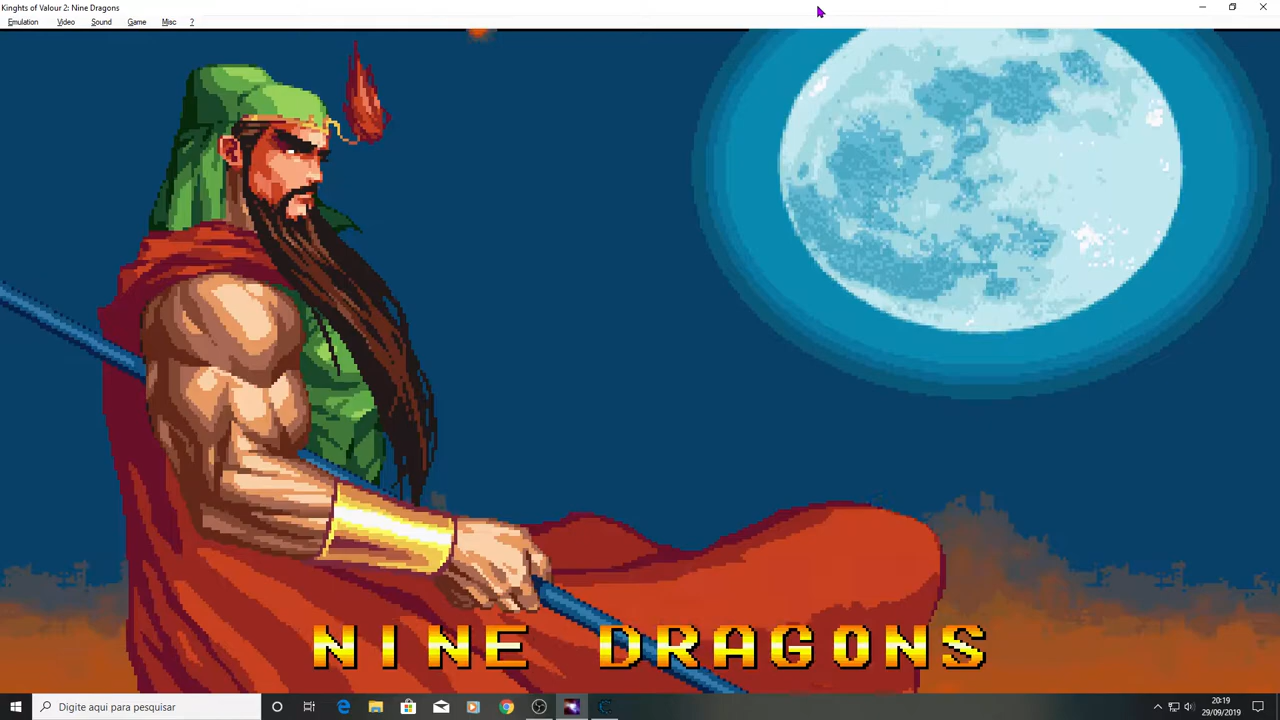 Kinghts of Valour 2: Nine Dragons
Emulation Video Sound Game Misc ?
NINE DRAGONS
Digite aqui para pesquisar
20:19
29/09/2019